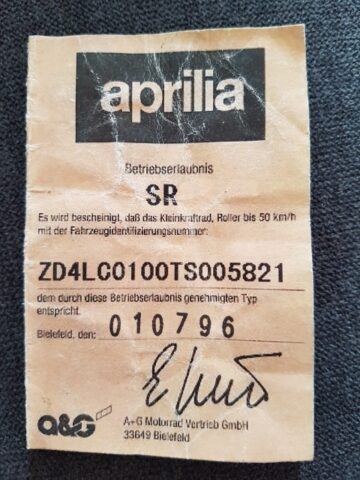 aprilia
Betriebserlaubnis
SR
Es wird bescheinigt, daß das Kleinkraftrad, Roller bis 50 km/h
mit der Fahrzeugidentifizierungsnummer:
ZD4LC0100TS005821
dem durch diese Betriebserlaubnis genehmigten Typ
entspricht.
Bielefeld, den: 010796
a&G
A+G Motorrad Vertrieb GmbH
33649 Bielefeld